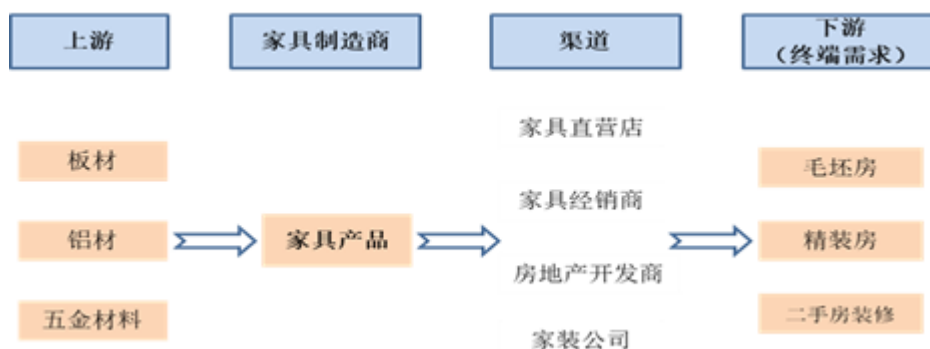 上游
家具制造商
渠道
下游
（终端需求）
家具直营店
板材
毛坯房
家具经销商
铝材
家具产品
精装房
房地产开发商
五金材料
二手房装修
家装公司